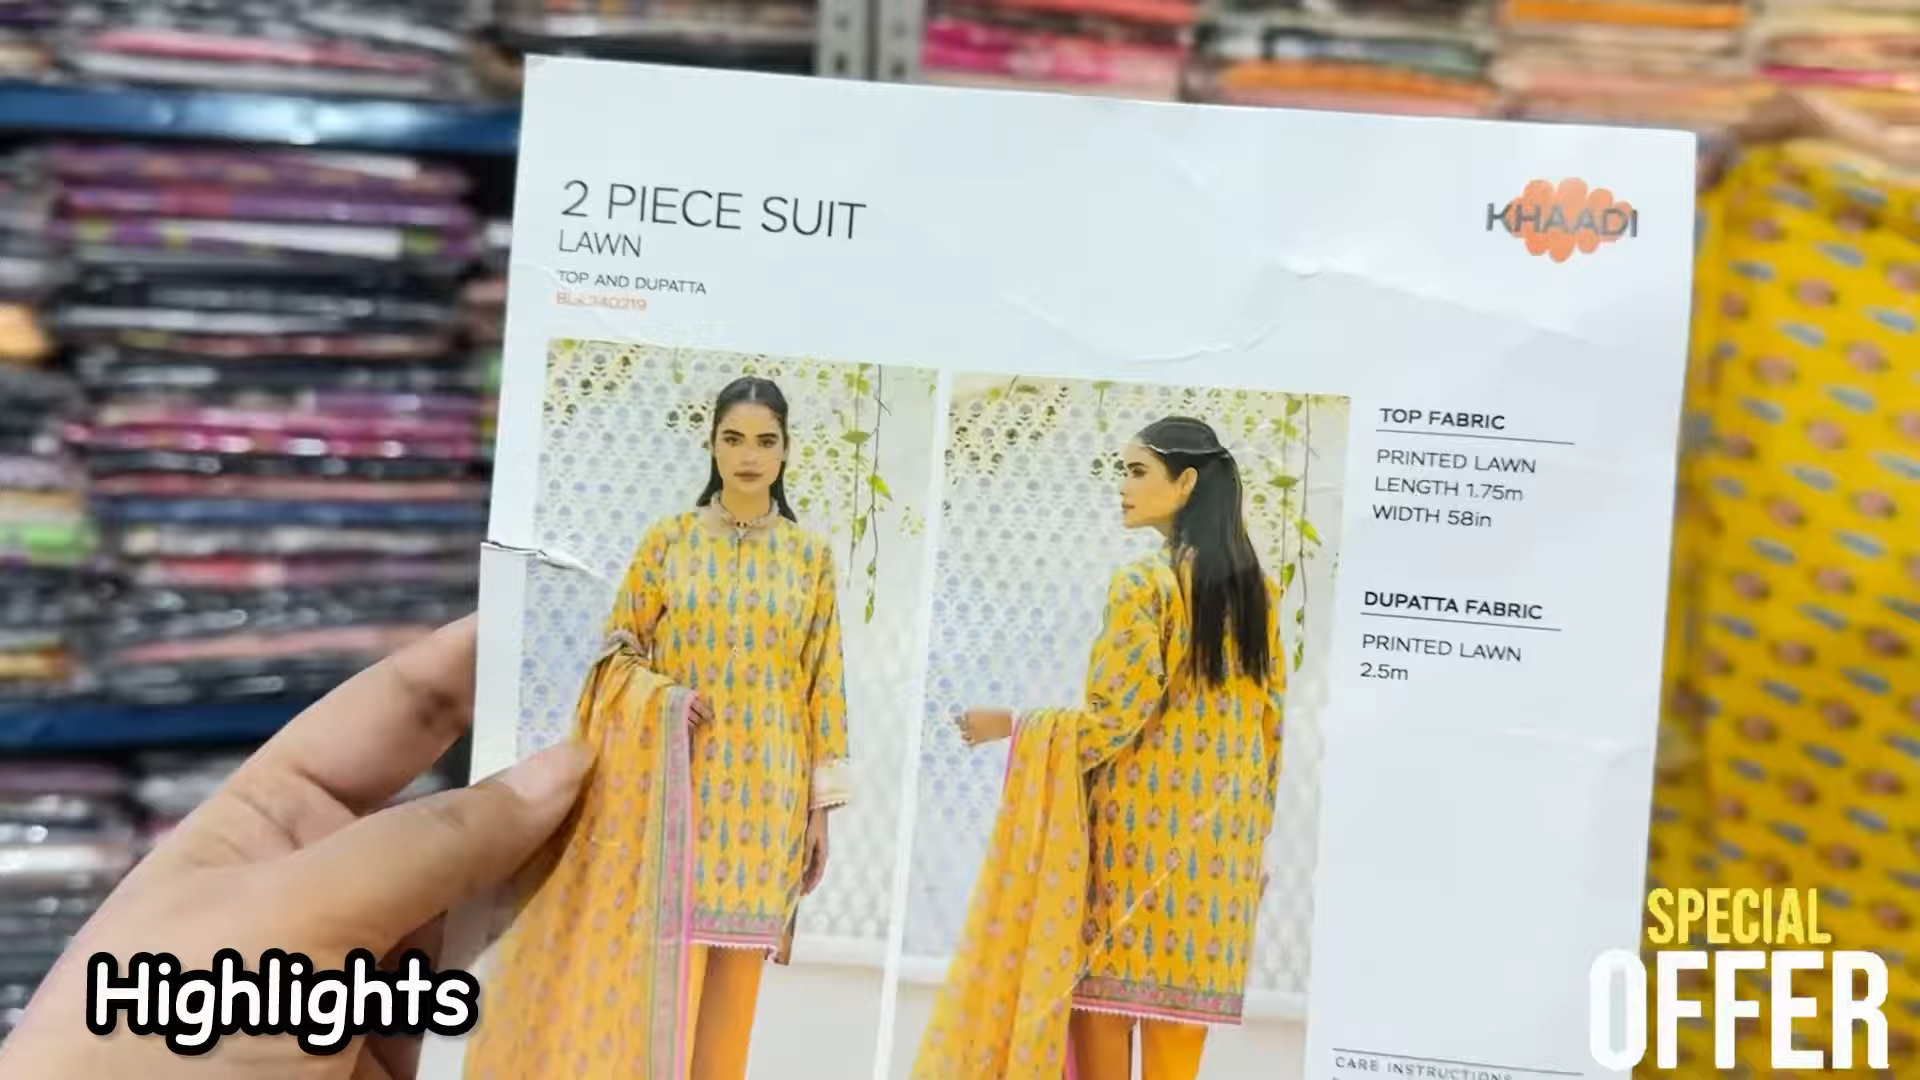 2 PIECE SUIT
LAWN
TOP AND DUPATTA
KHAADI
TOP FABRIC
PRINTED LAWN
LENGTH 1.75m
WIDTH 58in
DUPATTA FABRIC
PRINTED LAWN
2.5m
CARE INSTRUCTIONS
Highlights
SPECIAL
OFFER